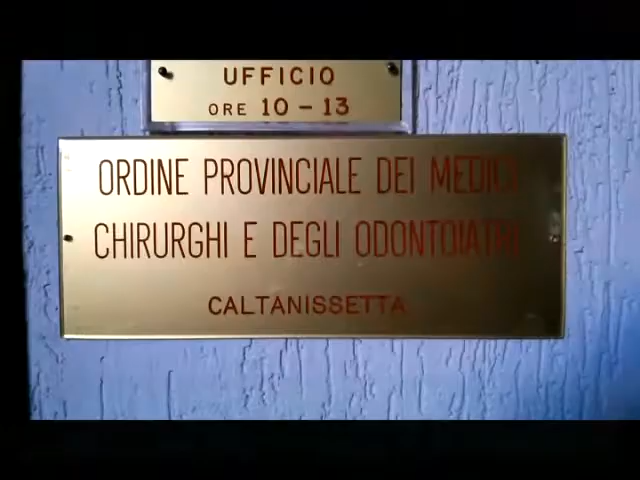 UFFICIO
ORE 10 - 13
ORDINE PROVINCIALE DEI MEDICI
CHIRURGHI E DEGLI ODONTOIATRI
CALTANISSETTA